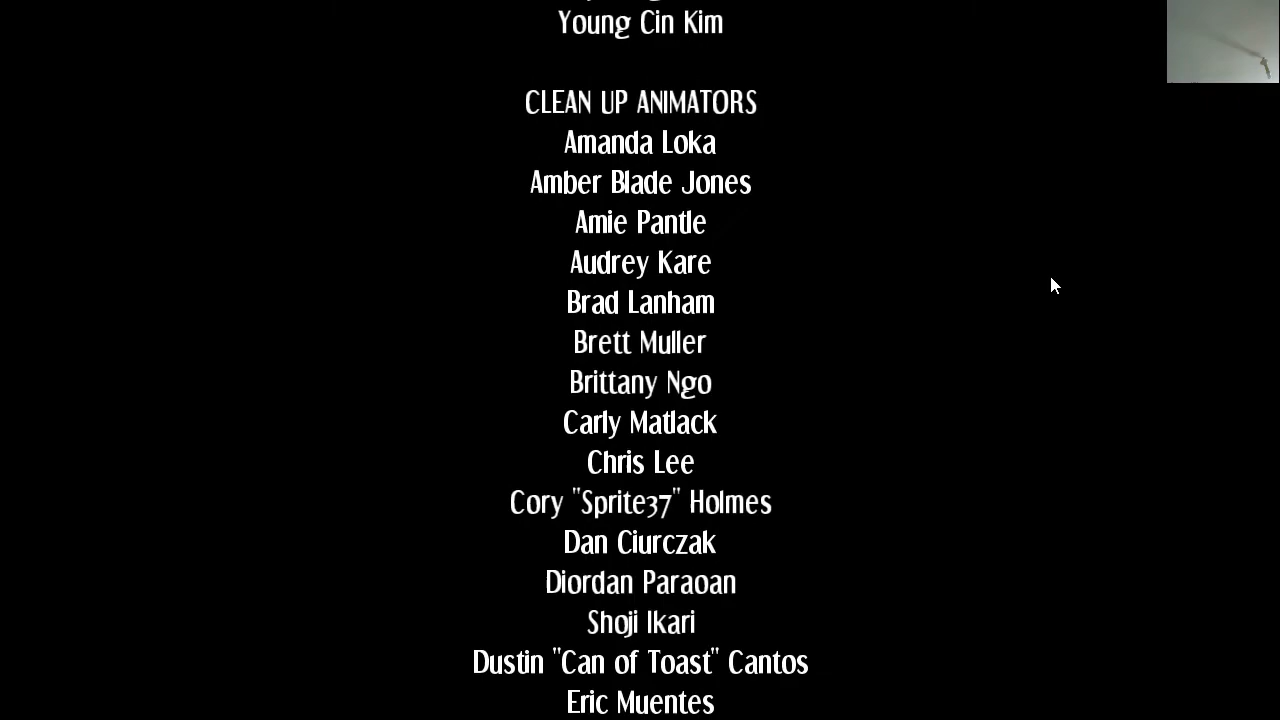 Young Cin Kim
CLEAN UP ANIMATORS
Amanda Loka
Amber Blade Jones
Amie Pantle
Audrey Kare
Brad Lanham
Brett Muller
Brittany Ngo
Carly Matlack
Chris Lee
Cory "Sprite37" Holmes
Dan Ciurczak
Diordan Paraoan
Shoji Ikari
Dustin "Can of Toast" Cantos
Eric Muentes